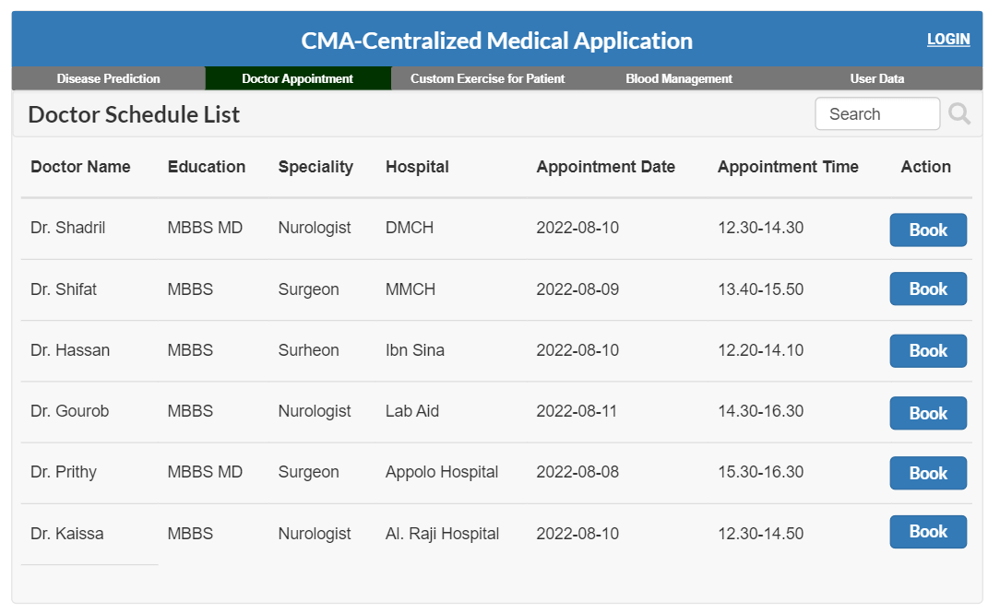 CMA-Centralized Medical Application LOGIN
Disease Prediction Doctor Appointment Custom Exercise for Patient Blood Management User Data
Doctor Schedule List Search
Doctor Name Education Speciality Hospital Appointment Date Appointment Time Action
Dr. Shadril MBBS MD Nurologist DMCH 2022-08-10 12.30-14.30 Book
Dr. Shifat MBBS Surgeon MMCH 2022-08-09 13.40-15.50 Book
Dr. Hassan MBBS Surheon Ibn Sina 2022-08-10 12.20-14.10 Book
Dr. Gourob MBBS Nurologist Lab Aid 2022-08-11 14.30-16.30 Book
Dr. Prithy MBBS MD Surgeon Appolo Hospital 2022-08-08 15.30-16.30 Book
Dr. Kaissa MBBS Nurologist Al. Raji Hospital 2022-08-10 12.30-14.50 Book